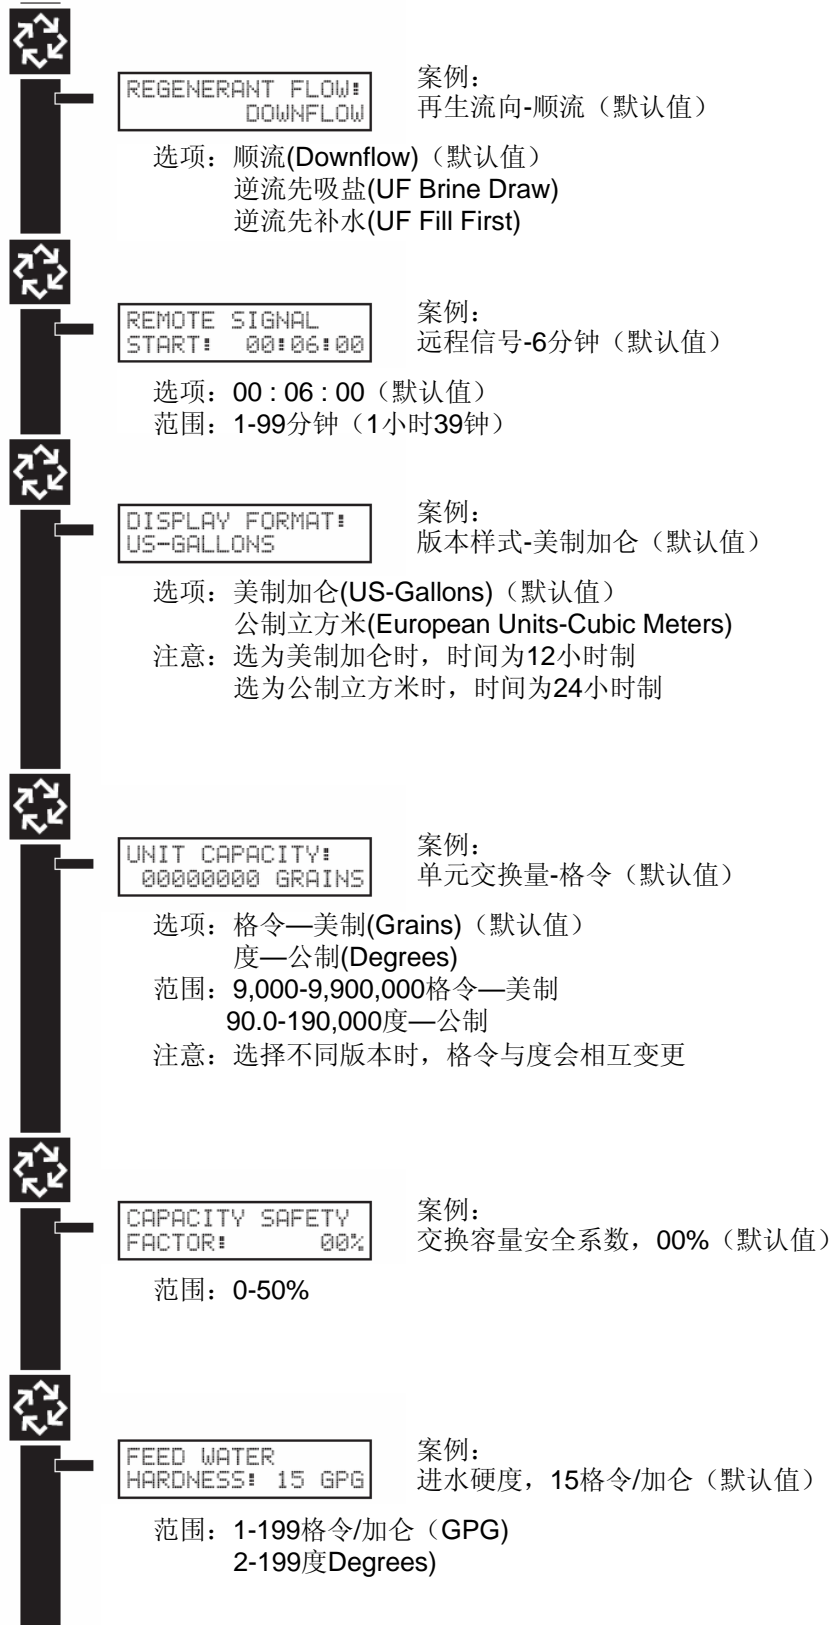 REGENERANT FLOW:
DOWNFLOW
案例：
再生流向-顺流（默认值）
选项：顺流(Downflow)（默认值）
逆流先吸盐(UF Brine Draw)
逆流先补水(UF Fill First)
REMOTE SIGNAL
START: 00:06:00
案例：
远程信号-6分钟（默认值）
选项：00 : 06 : 00（默认值）
范围：1-99分钟（1小时39钟）
DISPLAY FORMAT:
US-GALLONS
案例：
版本样式-美制加仑（默认值）
选项：美制加仑(US-Gallons)（默认值）
公制立方米(European Units-Cubic Meters)
注意：选为美制加仑时，时间为12小时制
选为公制立方米时，时间为24小时制
UNIT CAPACITY:
00000000 GRAINS
案例：
单元交换量-格令（默认值）
选项：格令—美制(Grains)（默认值）
度—公制(Degrees)
范围：9,000-9,900,000格令—美制
90.0-190,000度—公制
注意：选择不同版本时，格令与度会相互变更
CAPACITY SAFETY
FACTOR: 00%
案例：
交换容量安全系数，00%（默认值）
范围：0-50%
FEED WATER
HARDNESS: 15 GPG
案例：
进水硬度，15格令/加仑（默认值）
范围：1-199格令/加仑（GPG)
2-199度Degrees)